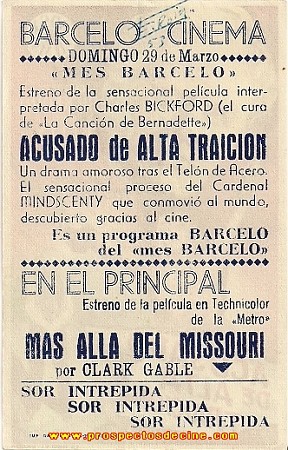 BARCELO CINEMA
DOMINGO 29 de Marzo
«MES BARCELO»
Estreno de la sensacional película inter-
pretada por Charles BICKFORD (el cura
de «La Canción de Bernadette»)
ACUSADO de ALTA TRAICION
Un drama amoroso tras el Telón de Acero.
El sensacional proceso del Cardenal
MINDSCENTY que conmovió al mundo,
descubierto gracias al cine.
Es un programa BARCELO
del «mes BARCELO»
EN EL PRINCIPAL
Estreno de la película en Technicolor
de la «Metro»
MAS ALLA DEL MISSOURI
por CLARK GABLE
SOR INTREPIDA
SOR INTREPIDA
SOR INTREPIDA
www.prospectosdecine.com